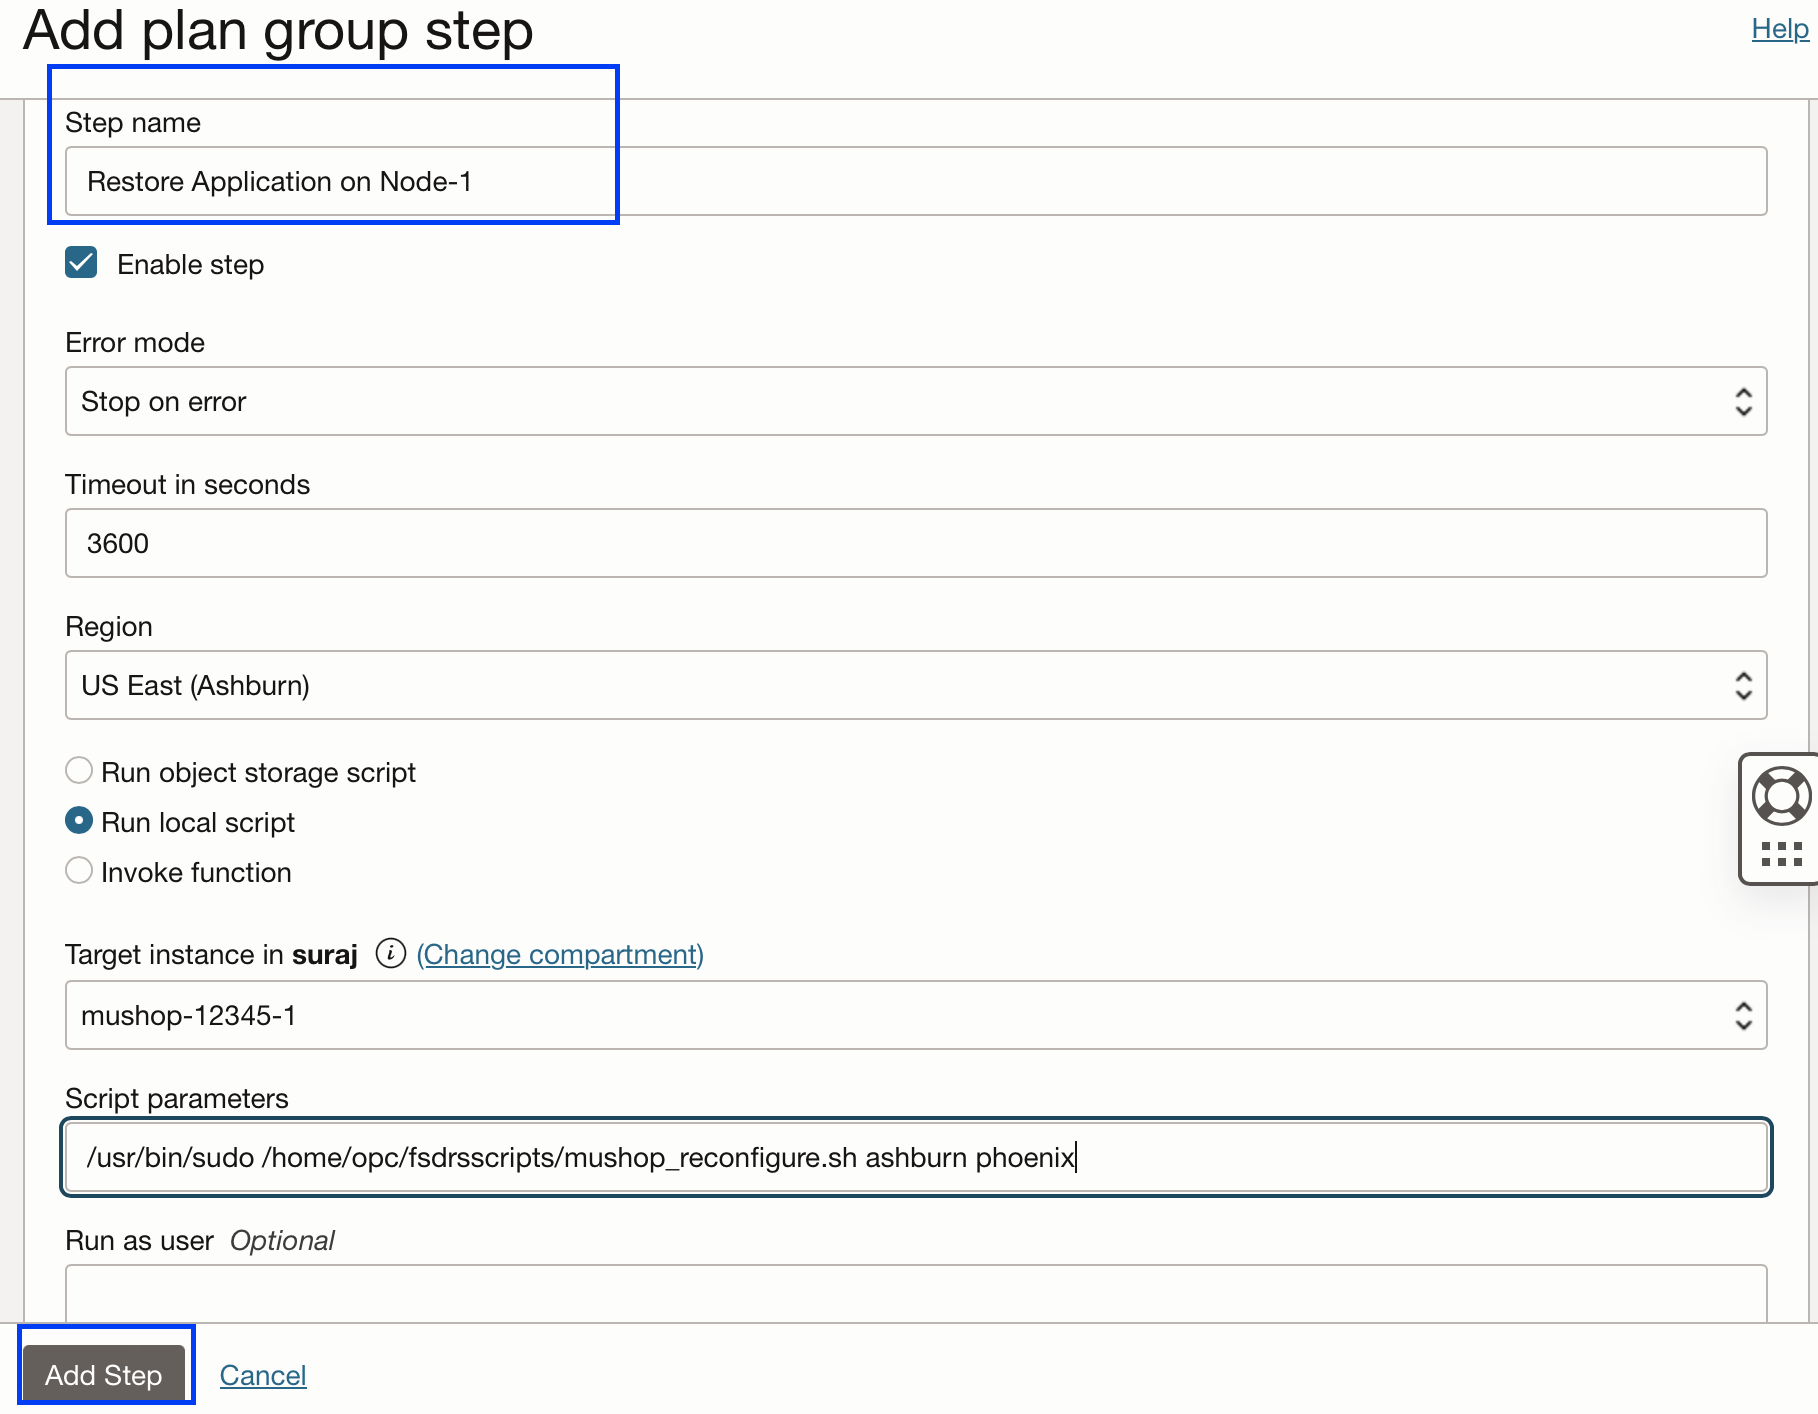 Add plan group step
Help
Step name
Restore Application on Node-1
Enable step
Error mode
Stop on error
Timeout in seconds
3600
Region
US East (Ashburn)
Run object storage script
Run local script
Invoke function
Target instance in suraj i (Change compartment)
mushop-12345-1
Script parameters
/usr/bin/sudo /home/opc/fsdrsscripts/mushop_reconfigure.sh ashburn phoenix
Run as user Optional
Add Step Cancel